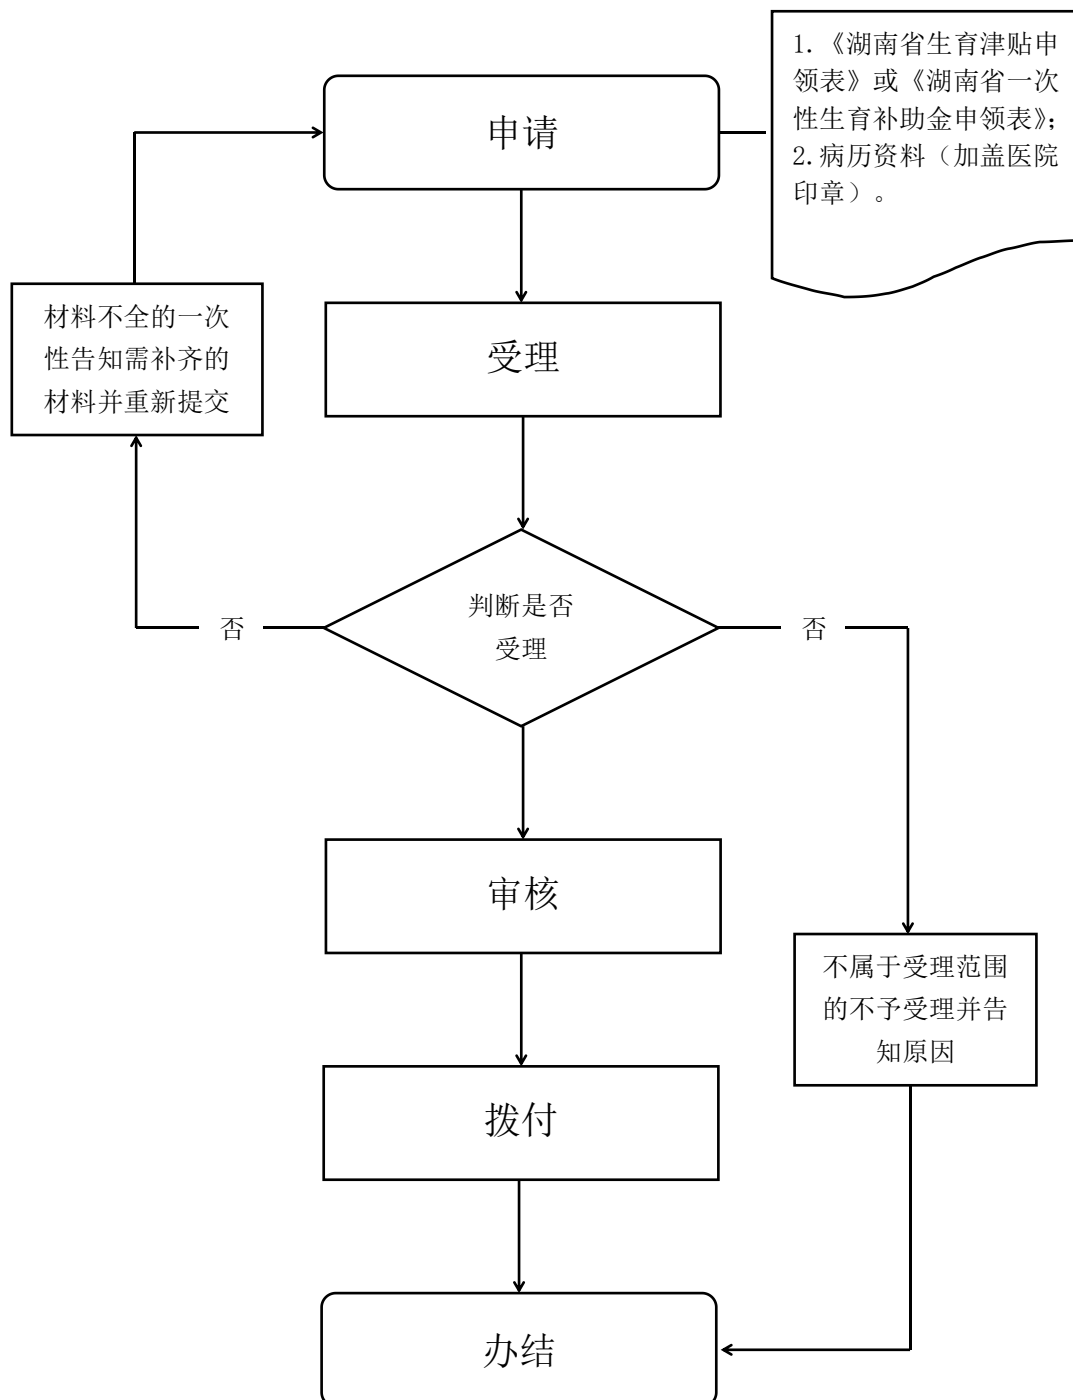 申请
1.《湖南省生育津贴申
领表》或《湖南省一次
性生育补助金申领表》;
2.病历资料（加盖医院
印章）。
材料不全的一次
性告知需补齐的
材料并重新提交
受理
判断是否
受理
否
否
审核
不属于受理范围
的不予受理并告
知原因
拨付
办结